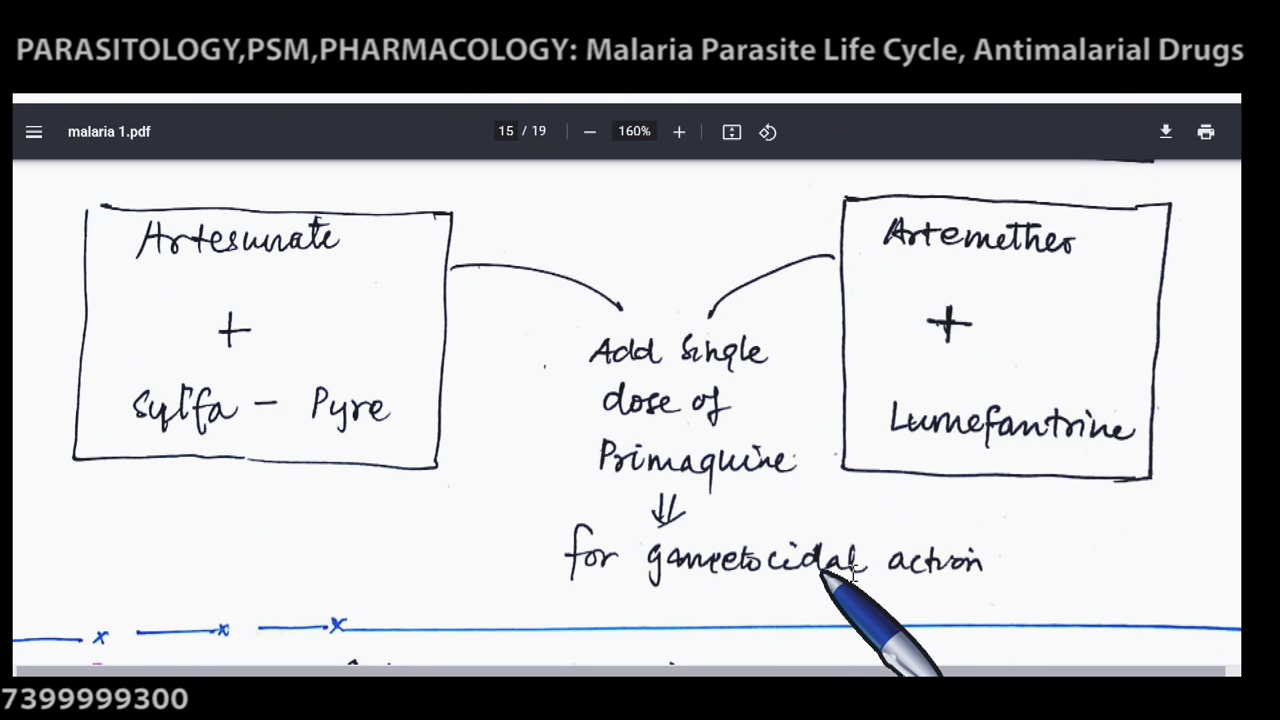 PARASITOLOGY,PSM,PHARMACOLOGY: Malaria Parasite Life Cycle, Antimalarial Drugs
malaria 1.pdf
15 / 19
160%
Artesunate
+
Sylfa - Pyre
Artemether
+
Lumefantrine
Add Single
dose of
Primaquine
for gametocidal action
x x x
7399999300